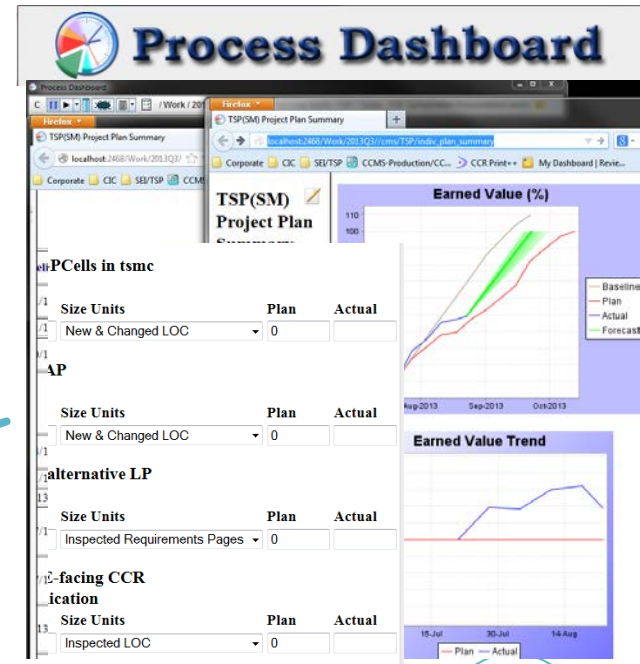 Process Dashboard
Process Dashboard
C / Work / 201
Firefox
TSP(SM) Project Plan Summary
localhost:2468/Work/2013Q3/
Corporate CIC SEI/TSP CCMS
Firefox
TSP(SM) Project Plan Summary
localhost:2468/Work/2013Q3//cms/TSP/indiv_plan_summary
Corporate CIC SEI/TSP CCMS-Production/CC... CCR Print++ My Dashboard | Revie...
TSP(SM)
Project Plan
Earned Value (%)
110
100
Baseline
Plan
Actual
Forecast
Aug-2013 Sep-2013 Oct-2013
PCells in tsmc
Size Units Plan Actual
New & Changed LOC 0
AP
Size Units Plan Actual
New & Changed LOC 0
alternative LP
Size Units Plan Actual
Inspected Requirements Pages 0
E-facing CCR
ication
Size Units Plan Actual
Inspected LOC 0
Earned Value Trend
15-Jul 30-Jul 14-Aug
Plan Actual